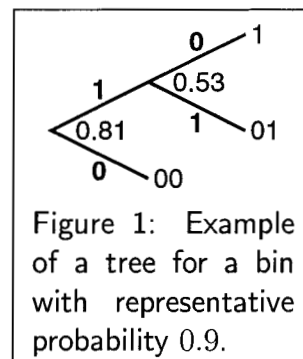 0 1
1 0.53
0.81 1 01
0 00
Figure 1: Example
of a tree for a bin
with representative
probability 0.9.